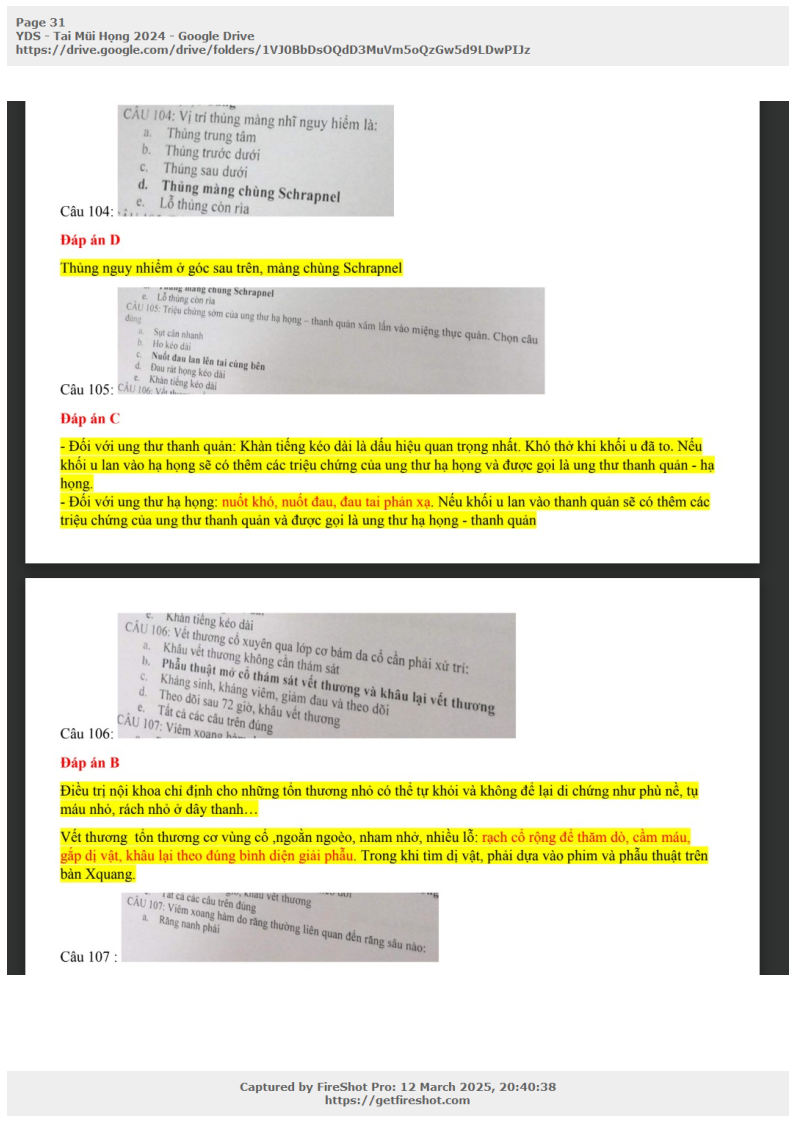 Page 31
YDS - Tai Mũi Họng 2024 - Google Drive
https://drive.google.com/drive/folders/1VJ0BbDsOQdD3MuVm5oQzGw5d9LDwPIJz
CÂU 104: Vị trí thủng màng nhĩ nguy hiểm là:
a. Thủng trung tâm
b. Thủng trước dưới
c. Thủng sau dưới
d. Thủng màng chùng Schrapnel
e. Lỗ thủng còn rìa
Câu 104:
Đáp án D
Thủng nguy nhiểm ở góc sau trên, màng chùng Schrapnel
Thủng màng chùng Schrapnel
e. Lỗ thủng còn rìa
CÂU 105: Triệu chứng sớm của ung thư hạ họng – thanh quản xâm lấn vào miệng thực quản. Chọn câu
đúng
a. Sụt cân nhanh
b. Ho kéo dài
c. Nuốt đau lan lên tai cùng bên
d. Đau rát họng kéo dài
e. Khàn tiếng kéo dài
CÂU 106: Vết
Câu 105:
Đáp án C
- Đối với ung thư thanh quản: Khàn tiếng kéo dài là dấu hiệu quan trọng nhất. Khó thở khi khối u đã to. Nếu
khối u lan vào hạ họng sẽ có thêm các triệu chứng của ung thư hạ họng và được gọi là ung thư thanh quản - hạ
họng.
- Đối với ung thư hạ họng: nuốt khó, nuốt đau, đau tai phản xạ. Nếu khối u lan vào thanh quản sẽ có thêm các
triệu chứng của ung thư thanh quản và được gọi là ung thư hạ họng - thanh quản
e. Khàn tiếng kéo dài
CÂU 106: Vết thương cổ xuyên qua lớp cơ bám da cổ cần phải xử trí:
a. Khâu vết thương không cần thám sát
b. Phẫu thuật mở cổ thám sát vết thương và khâu lại vết thương
c. Kháng sinh, kháng viêm, giảm đau và theo dõi
d. Theo dõi sau 72 giờ, khâu vết thương
e. Tất cả các câu trên đúng
CÂU 107: Viêm xoang hàm
Câu 106:
Đáp án B
Điều trị nội khoa chỉ định cho những tổn thương nhỏ có thể tự khỏi và không để lại di chứng như phù nề, tụ
máu nhỏ, rách nhỏ ở dây thanh…
Vết thương tổn thương cơ vùng cổ ,ngoằn ngoèo, nham nhở, nhiều lỗ: rạch cổ rộng để thăm dò, cầm máu,
gắp dị vật, khâu lại theo đúng bình diện giải phẫu. Trong khi tìm dị vật, phải dựa vào phim và phẫu thuật trên
bàn Xquang.
giờ, khâu vết thương
e. Tất cả các câu trên đúng
CÂU 107: Viêm xoang hàm do răng thường liên quan đến răng sâu nào:
a. Răng nanh phải
Câu 107 :
Captured by FireShot Pro: 12 March 2025, 20:40:38
https://getfireshot.com